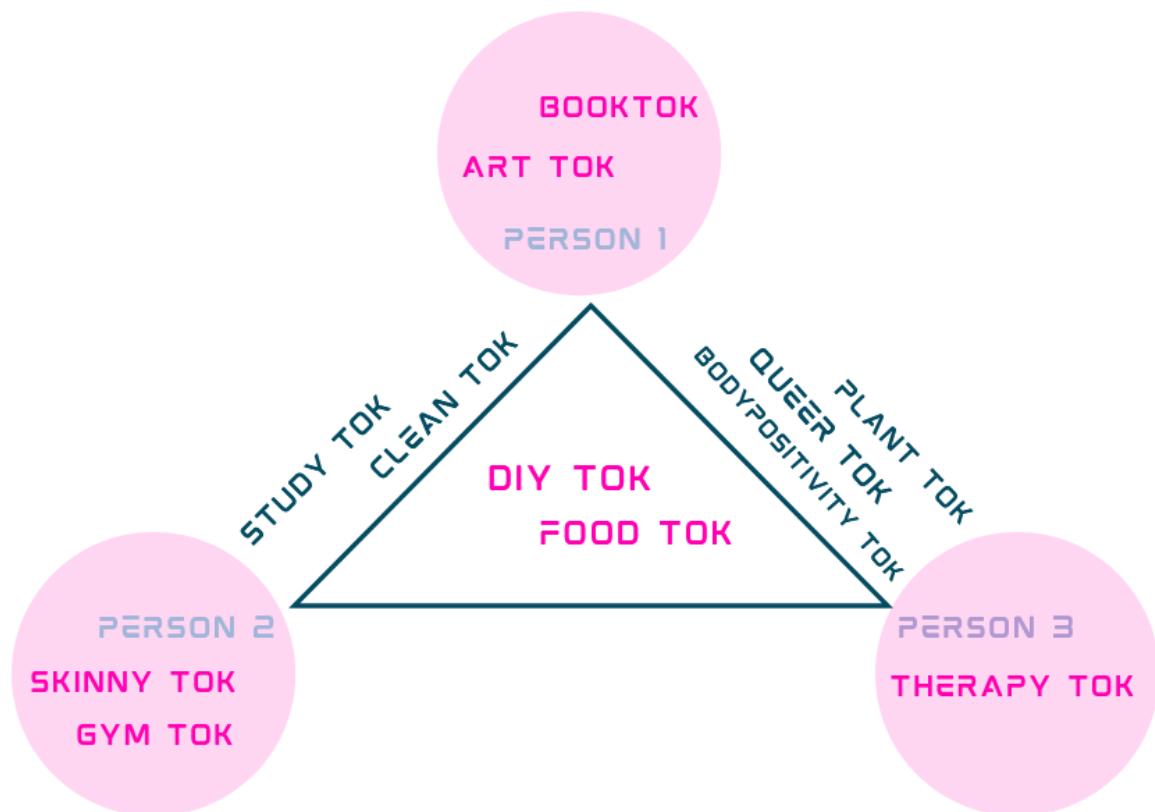 BOOKTOK
ART TOK
PERSON 1
STUDY TOK
CLEAN TOK
PLANT TOK
QUEER TOK
BODYPOSITIVITY TOK
DIY TOK
FOOD TOK
PERSON 2
SKINNY TOK
GYM TOK
PERSON 3
THERAPY TOK